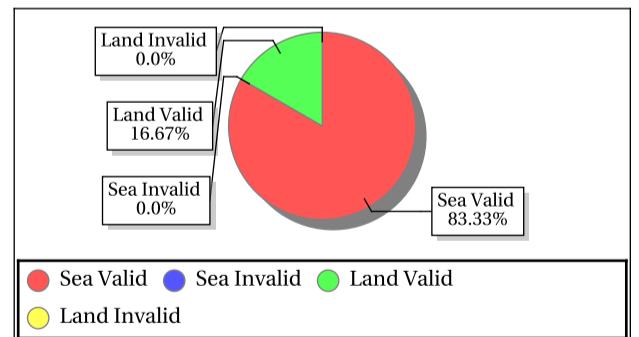 Land Invalid
0.0%
Land Valid
16.67%
Sea Invalid
0.0%
Sea Valid
83.33%
Sea Valid Sea Invalid Land Valid
Land Invalid